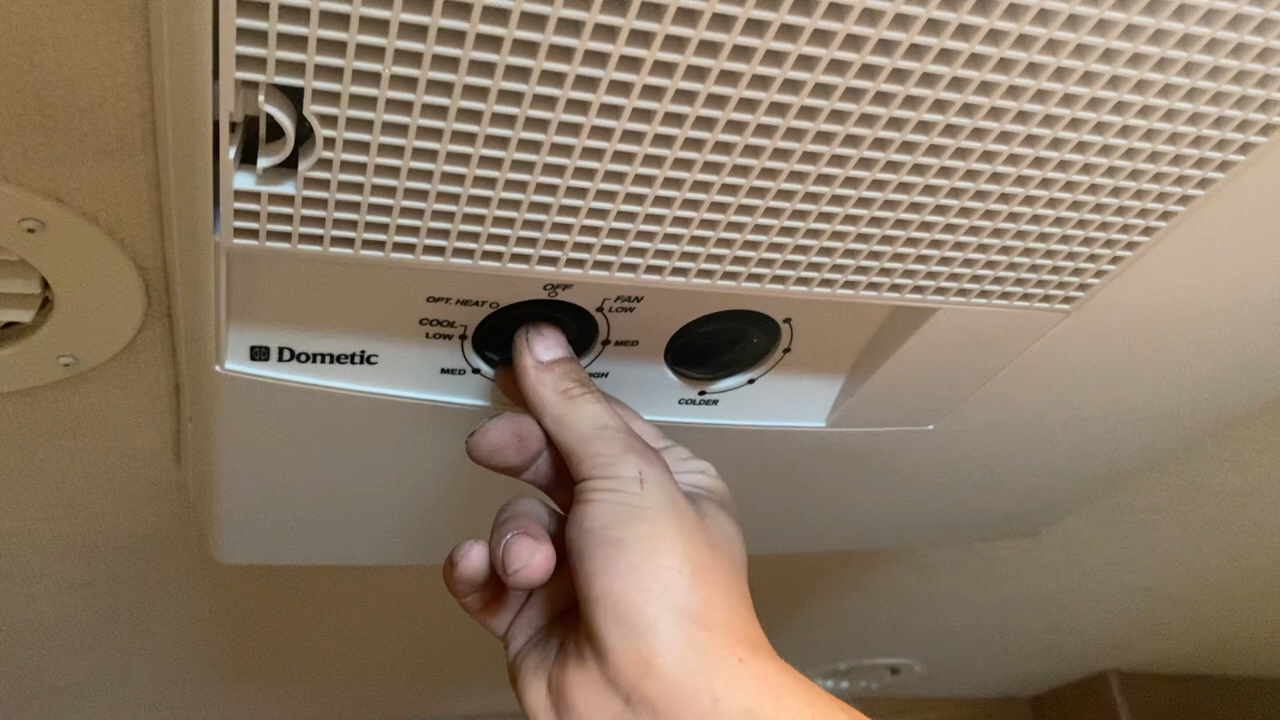 OFF
OPT. HEAT
FAN
LOW
COOL
LOW
MED
MED
COLDER
Dometic